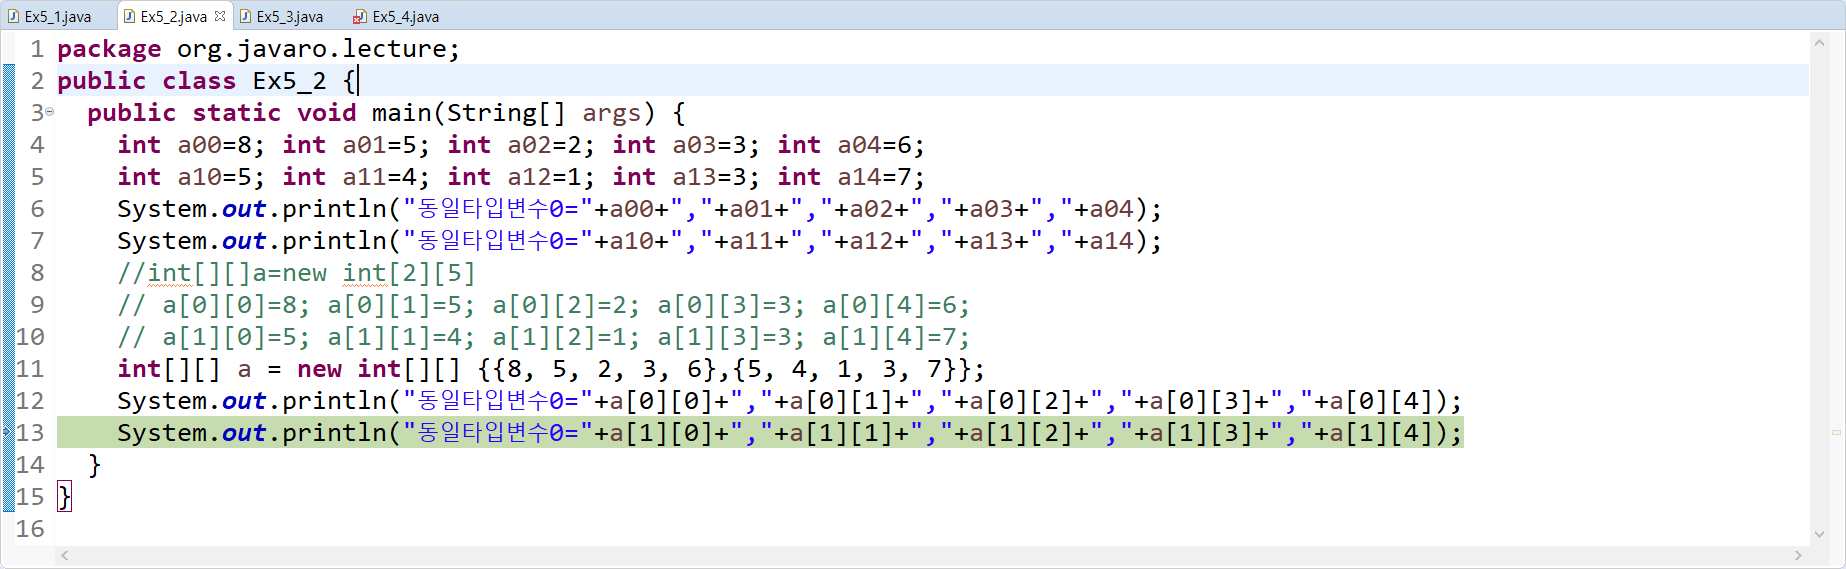 Ex5_1.java Ex5_2.java Ex5_3.java Ex5_4.java
1 package org.javaro.lecture;
2 public class Ex5_2 {
3 public static void main(String[] args) {
4 int a00=8; int a01=5; int a02=2; int a03=3; int a04=6;
5 int a10=5; int a11=4; int a12=1; int a13=3; int a14=7;
6 System.out.println("동일타입변수0="+a00+","+a01+","+a02+","+a03+","+a04);
7 System.out.println("동일타입변수0="+a10+","+a11+","+a12+","+a13+","+a14);
8 //int[][]a=new int[2][5]
9 // a[0][0]=8; a[0][1]=5; a[0][2]=2; a[0][3]=3; a[0][4]=6;
10 // a[1][0]=5; a[1][1]=4; a[1][2]=1; a[1][3]=3; a[1][4]=7;
11 int[][] a = new int[][] {{8, 5, 2, 3, 6},{5, 4, 1, 3, 7}};
12 System.out.println("동일타입변수0="+a[0][0]+","+a[0][1]+","+a[0][2]+","+a[0][3]+","+a[0][4]);
13 System.out.println("동일타입변수0="+a[1][0]+","+a[1][1]+","+a[1][2]+","+a[1][3]+","+a[1][4]);
14 }
15 }
16